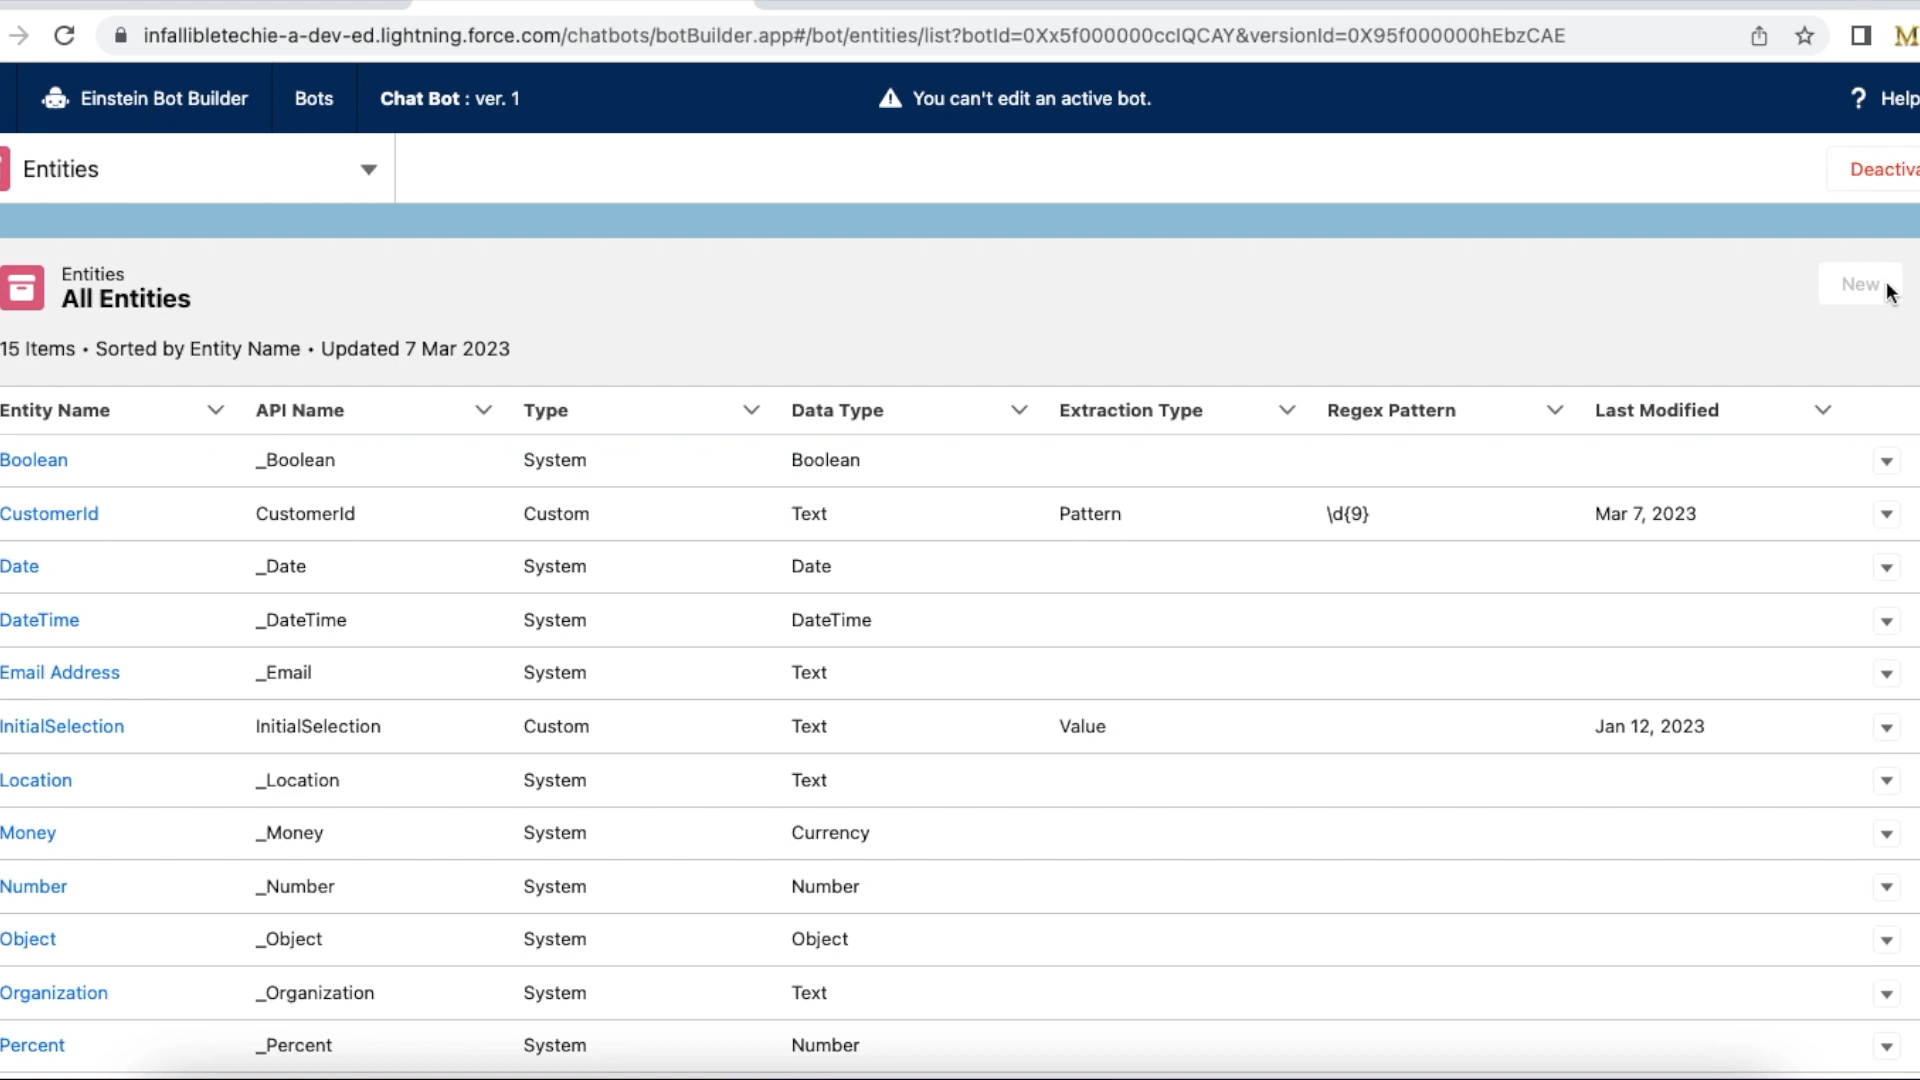 infallibletechie-a-dev-ed.lightning.force.com/chatbots/botBuilder.app#/bot/entities/list?botId=0Xx5f000000ccIQCAY&versionId=0X95f000000hEbzCAE
M
Einstein Bot Builder Bots Chat Bot : ver. 1 You can't edit an active bot. ? Help
Entities Deactiva
Entities
All Entities
New
15 Items • Sorted by Entity Name • Updated 7 Mar 2023
Entity Name API Name Type Data Type Extraction Type Regex Pattern Last Modified
Boolean _Boolean System Boolean
CustomerId CustomerId Custom Text Pattern \d{9} Mar 7, 2023
Date _Date System Date
DateTime _DateTime System DateTime
Email Address _Email System Text
InitialSelection InitialSelection Custom Text Value Jan 12, 2023
Location _Location System Text
Money _Money System Currency
Number _Number System Number
Object _Object System Object
Organization _Organization System Text
Percent _Percent System Number